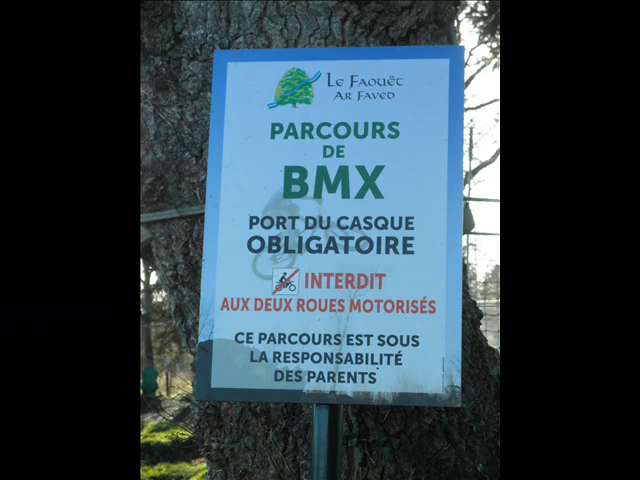 Le Faouët
Ar Faved
PARCOURS
DE
BMX
PORT DU CASQUE
OBLIGATOIRE
INTERDIT
AUX DEUX ROUES MOTORISÉS
CE PARCOURS EST SOUS
LA RESPONSABILITÉ
DES PARENTS